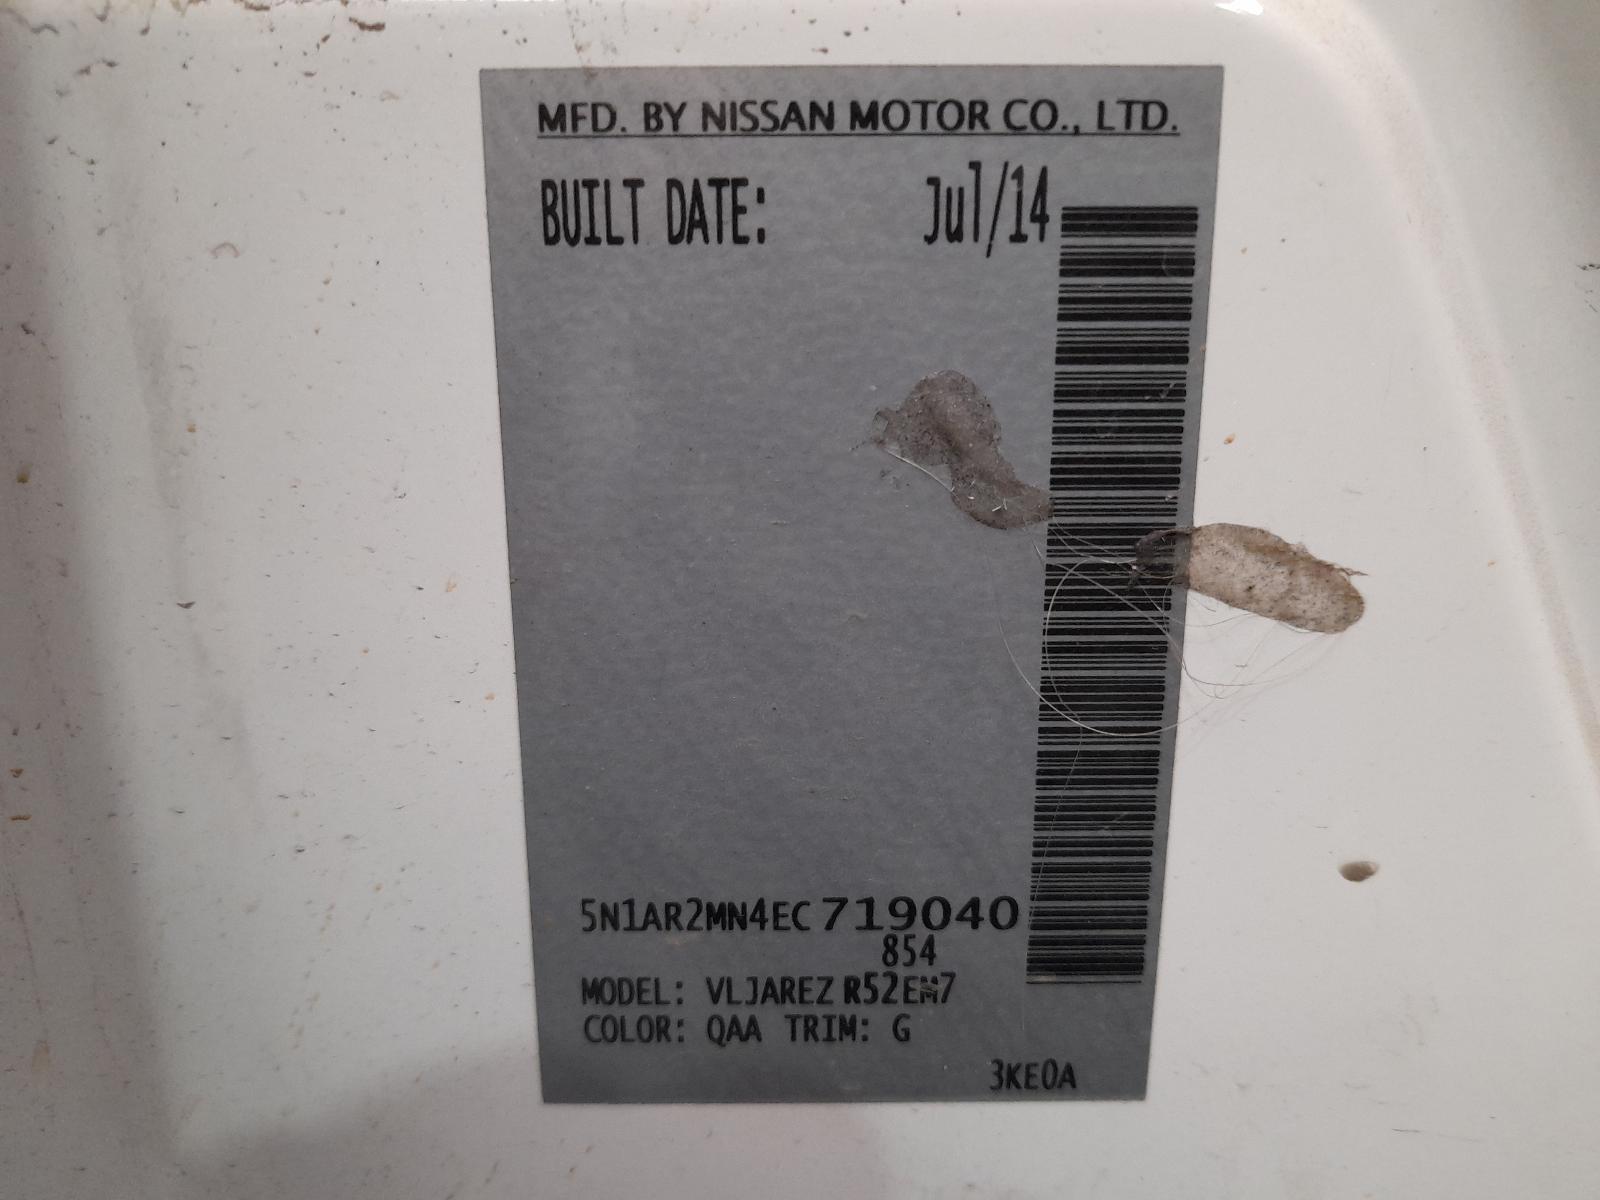 MFD. BY NISSAN MOTOR CO., LTD.
BUILT DATE: Jul/14
5N1AR2MN4EC719040
854
MODEL: VLJAREZ R52EM7
COLOR: QAA TRIM: G
3KE0A